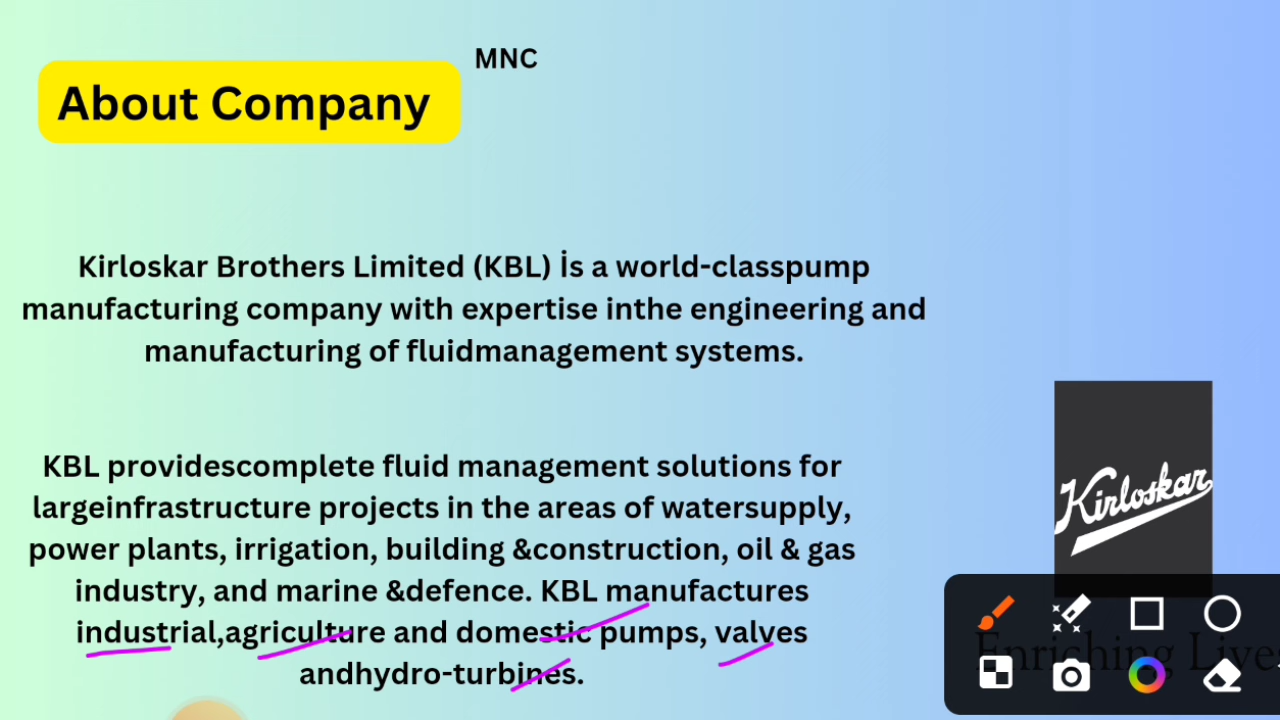 MNC
About Company
Kirloskar Brothers Limited (KBL) İs a world-classpump
manufacturing company with expertise inthe engineering and
manufacturing of fluidmanagement systems.
KBL providescomplete fluid management solutions for
largeinfrastructure projects in the areas of watersupply,
power plants, irrigation, building &construction, oil & gas
industry, and marine &defence. KBL manufactures
industrial,agriculture and domestic pumps, valves
andhydro-turbines.
Kirloskar
Enriching Live